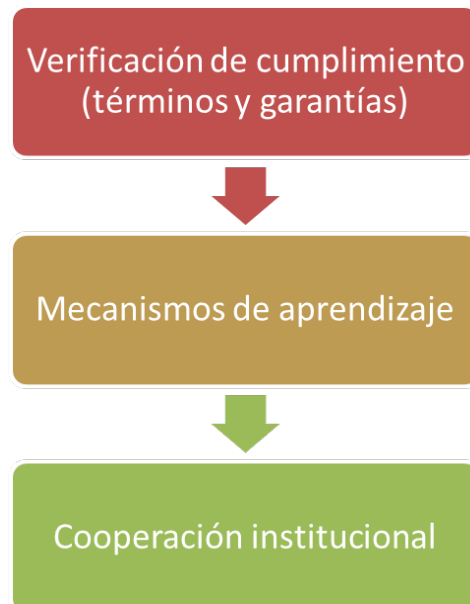 Verificación de cumplimiento
(términos y garantías)
Mecanismos de aprendizaje
Cooperación institucional